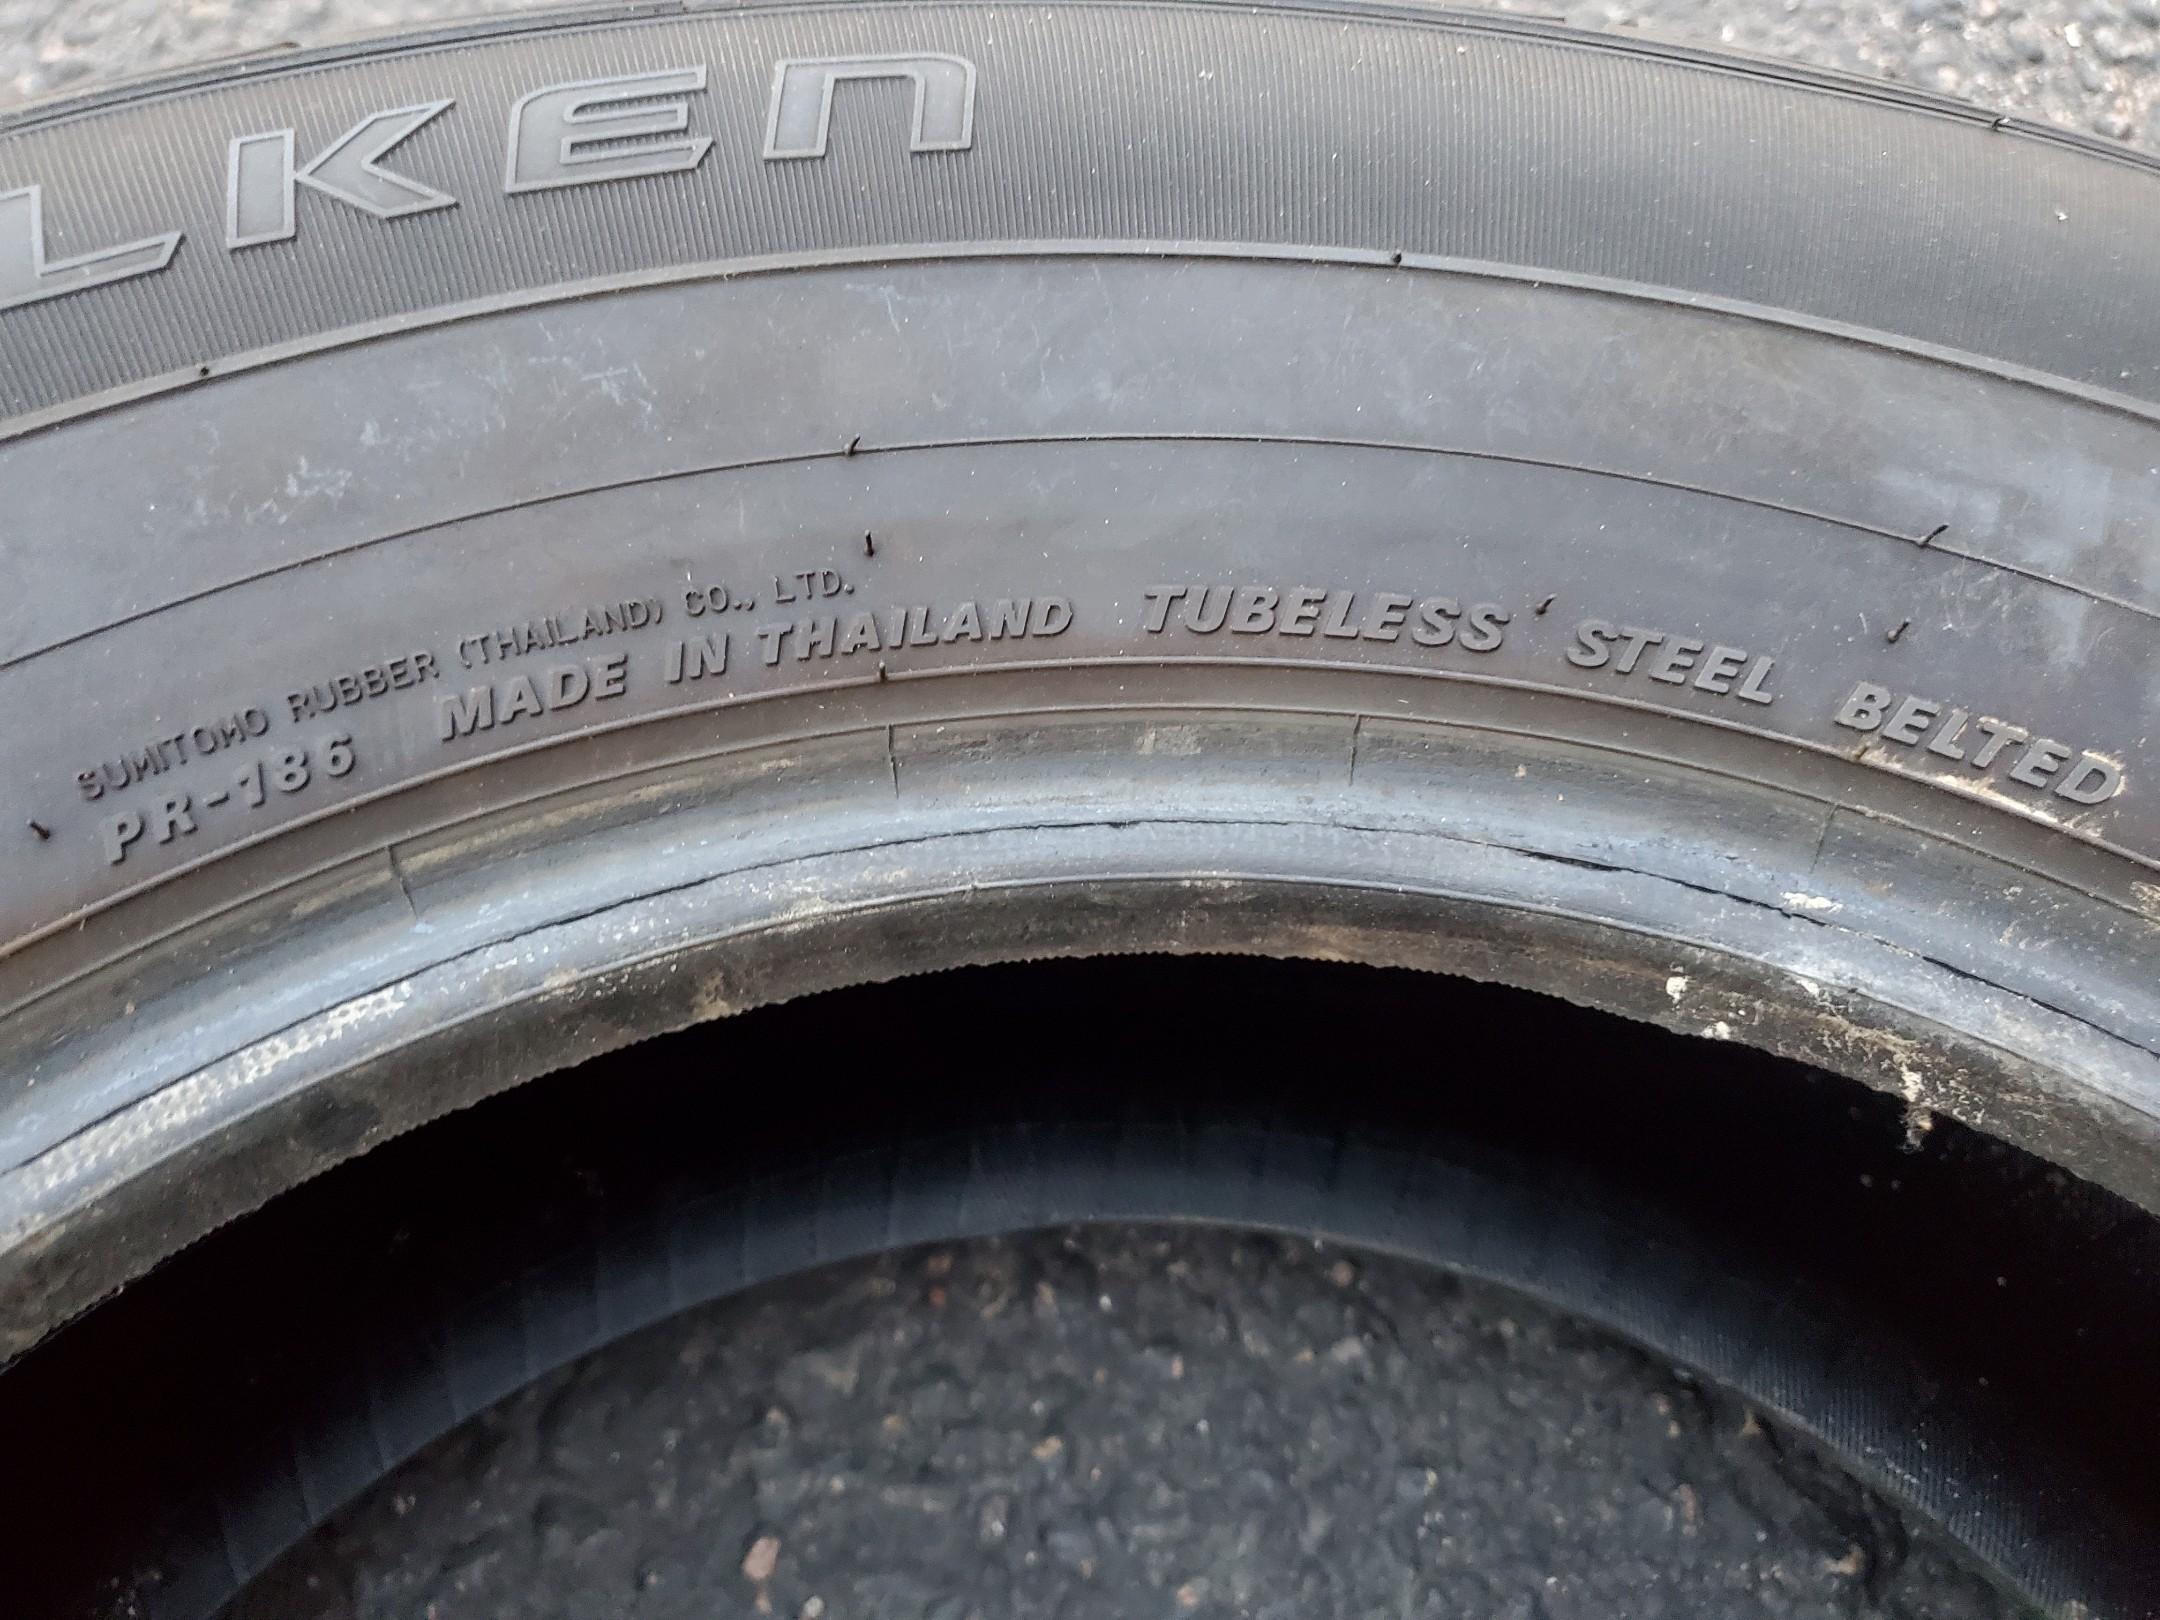 LKEN
SUMITOMO RUBBER (THAILAND) CO., LTD.
PR-186 MADE IN THAILAND TUBELESS STEEL BELTED